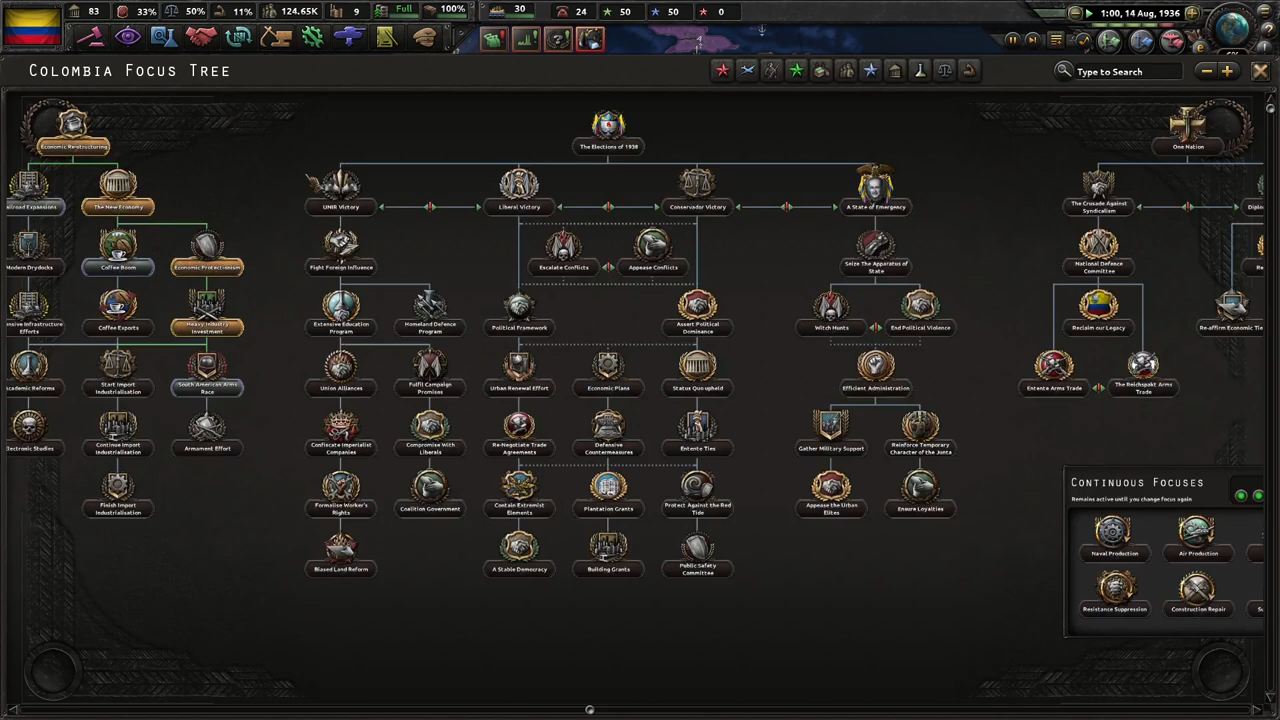 83
33%
50%
11%
124.65K
9
Full
100%
30
24
50
50
0
1:00, 14 Aug, 1936
COLOMBIA FOCUS TREE
Type to Search
Economic Re-structuring
The Elections of 1938
One Nation
The New Economy
UNIR Victory
Liberal Victory
Conservador Victory
A State of Emergency
The Crusade Against
Syndicalism
Modern Drydocks
Coffee Boom
Economic Protectionism
Fight Foreign Influence
Escalate Conflicts
Appease Conflicts
Seize The Apparatus of
State
National Defence
Committee
Efforts
Coffee Exports
Heavy Industry
Investment
Extensive Education
Program
Homeland Defence
Program
Political Framework
Assert Political
Dominance
Witch Hunts
End Political Violence
Reclaim our Legacy
Start Import
Industrialisation
South American Arms
Race
Union Alliances
Fulfil Campaign
Promises
Urban Renewal Effort
Economic Plans
Status Quo upheld
Efficient Administration
Entente Arms Trade
The Reichspakt Arms
Trade
Continue Import
Industrialisation
Armament Effort
Confiscate Imperialist
Companies
Compromise With
Liberals
Re-Negotiate Trade
Agreements
Defensive
Countermeasures
Entente Ties
Gather Military Support
Reinforce Temporary
Character of the Junta
Finish Import
Industrialisation
Formalise Worker's
Rights
Coalition Government
Contain Extremist
Elements
Plantation Grants
Protect Against the Red
Tide
Appease the Urban
Elites
Ensure Loyalties
Biased Land Reform
A Stable Democracy
Building Grants
Public Safety
Committee
CONTINUOUS FOCUSES
Remains active until you change focus again
Naval Production
Air Production
Resistance Suppression
Construction Repair